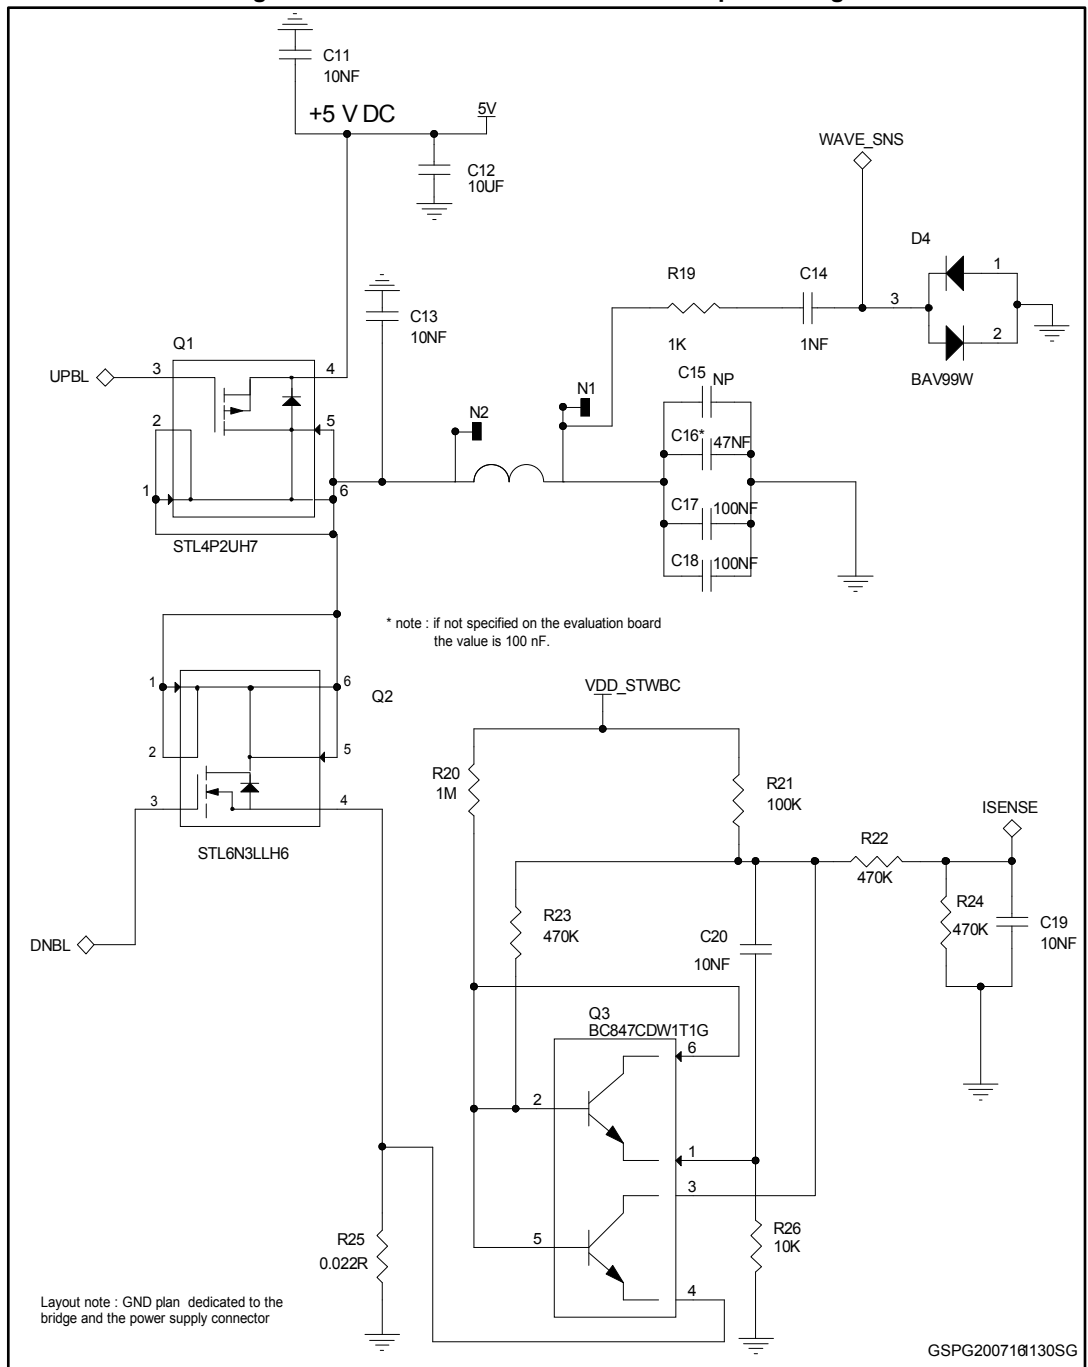 C11
10NF
+5 V DC
5V
C12
10UF
WAVE_SNS
D4
1
R19
C14
3
C13
10NF
2
1K
1NF
BAV99W
Q1
UPBL
3
4
C15
NP
N1
N2
2
5
C16*
47NF
1
6
C17
100NF
STL4P2UH7
C18
100NF
* note : if not specified on the evaluation board
the value is 100 nF.
1
6
Q2
VDD_STWBC
2
5
R20
1M
R21
100K
3
4
ISENSE
STL6N3LLH6
R22
470K
R24
470K
R23
470K
C20
10NF
C19
10NF
DNBL
Q3
BC847CDW1T1G
6
2
1
3
R26
10K
5
R25
0.022R
4
Layout note : GND plan dedicated to the
bridge and the power supply connector